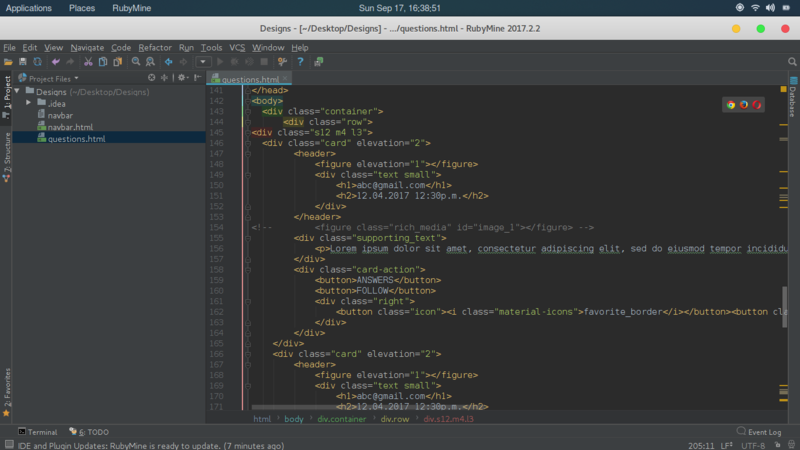 Applications Places RubyMine Sun Sep 17, 16:38:51
Designs - [~/Desktop/Designs] - .../questions.html - RubyMine 2017.2.2
File Edit View Navigate Code Refactor Run Tools VCS Window Help
Project Files questions.html
Designs (~/Desktop/Designs)
.idea
navbar
navbar.html
questions.html
1: Project
7: Structure
2: Favorites
Database
141 </head>
142 <body>
143 <div class="container">
144 <div class="row">
145 <div class="s12 m4 l3">
146 <div class="card" elevation="2">
147 <header>
148 <figure elevation="1"></figure>
149 <div class="text small">
150 <h1>abc@gmail.com</h1>
151 <h2>12.04.2017 12:30p.m.</h2>
152 </div>
153 </header>
154 <!-- <figure class="rich_media" id="image_1"></figure> -->
155 <div class="supporting_text">
156 <p>Lorem ipsum dolor sit amet, consectetur adipiscing elit, sed do eiusmod tempor incididu
157 </div>
158 <div class="card-action">
159 <button>ANSWERS</button>
160 <button>FOLLOW</button>
161 <div class="right">
162 <button class="icon"><i class="material-icons">favorite_border</i></button><button cla
163 </div>
164 </div>
165 </div>
166 <div class="card" elevation="2">
167 <header>
168 <figure elevation="1"></figure>
169 <div class="text small">
170 <h1>abc@gmail.com</h1>
171 <h2>12.04.2017 12:30p.m.</h2>
html body div.container div.row div.s12.m4.l3
Terminal 6: TODO Event Log
IDE and Plugin Updates: RubyMine is ready to update. (7 minutes ago) 205:11 LF UTF-8